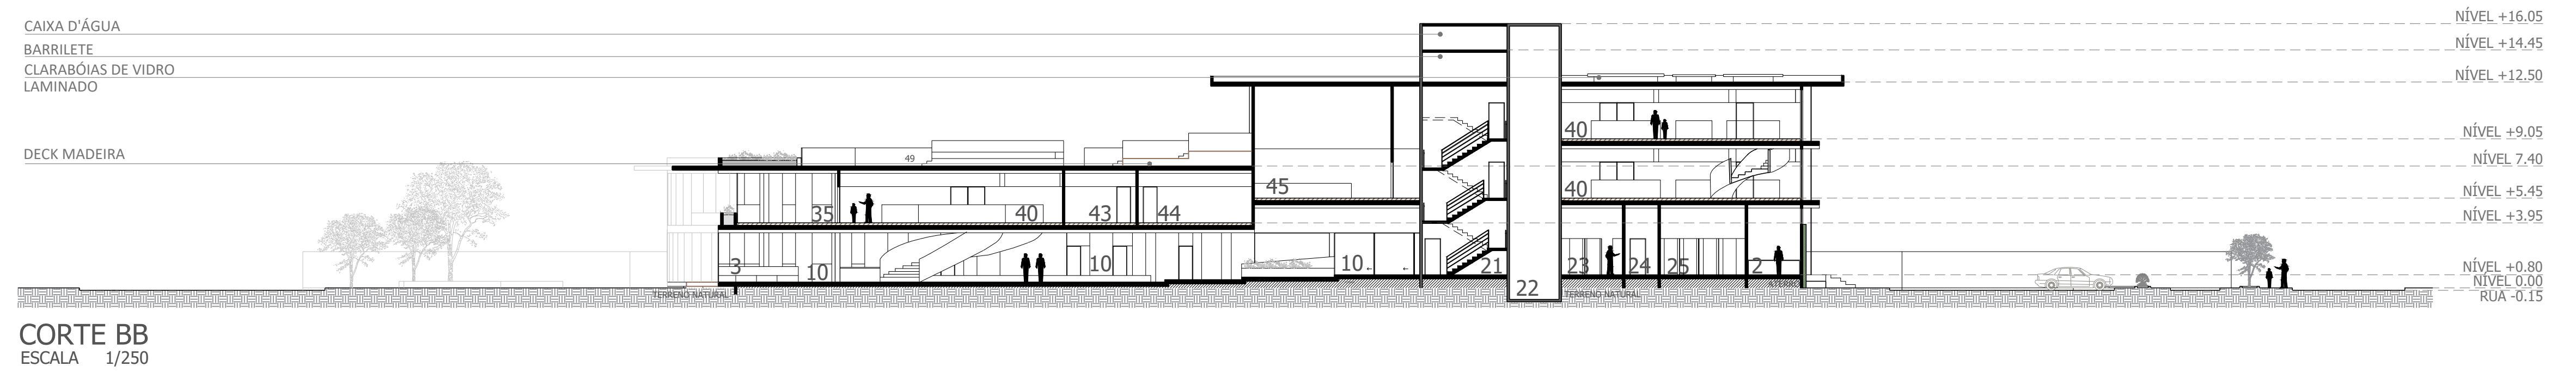 CAIXA D'ÁGUA
NÍVEL +16.05
BARRILETE
NÍVEL +14.45
CLARABÓIAS DE VIDRO
LAMINADO
NÍVEL +12.50
40
NÍVEL +9.05
DECK MADEIRA
49
NÍVEL 7.40
45
40
NÍVEL +5.45
35
40
43
44
NÍVEL +3.95
3
10
10
10
21
22
23
24
25
2
NÍVEL +0.80
ATERRO
NÍVEL 0.00
TERRENO NATURAL
TERRENO NATURAL
RUA -0.15
CORTE BB
ESCALA 1/250